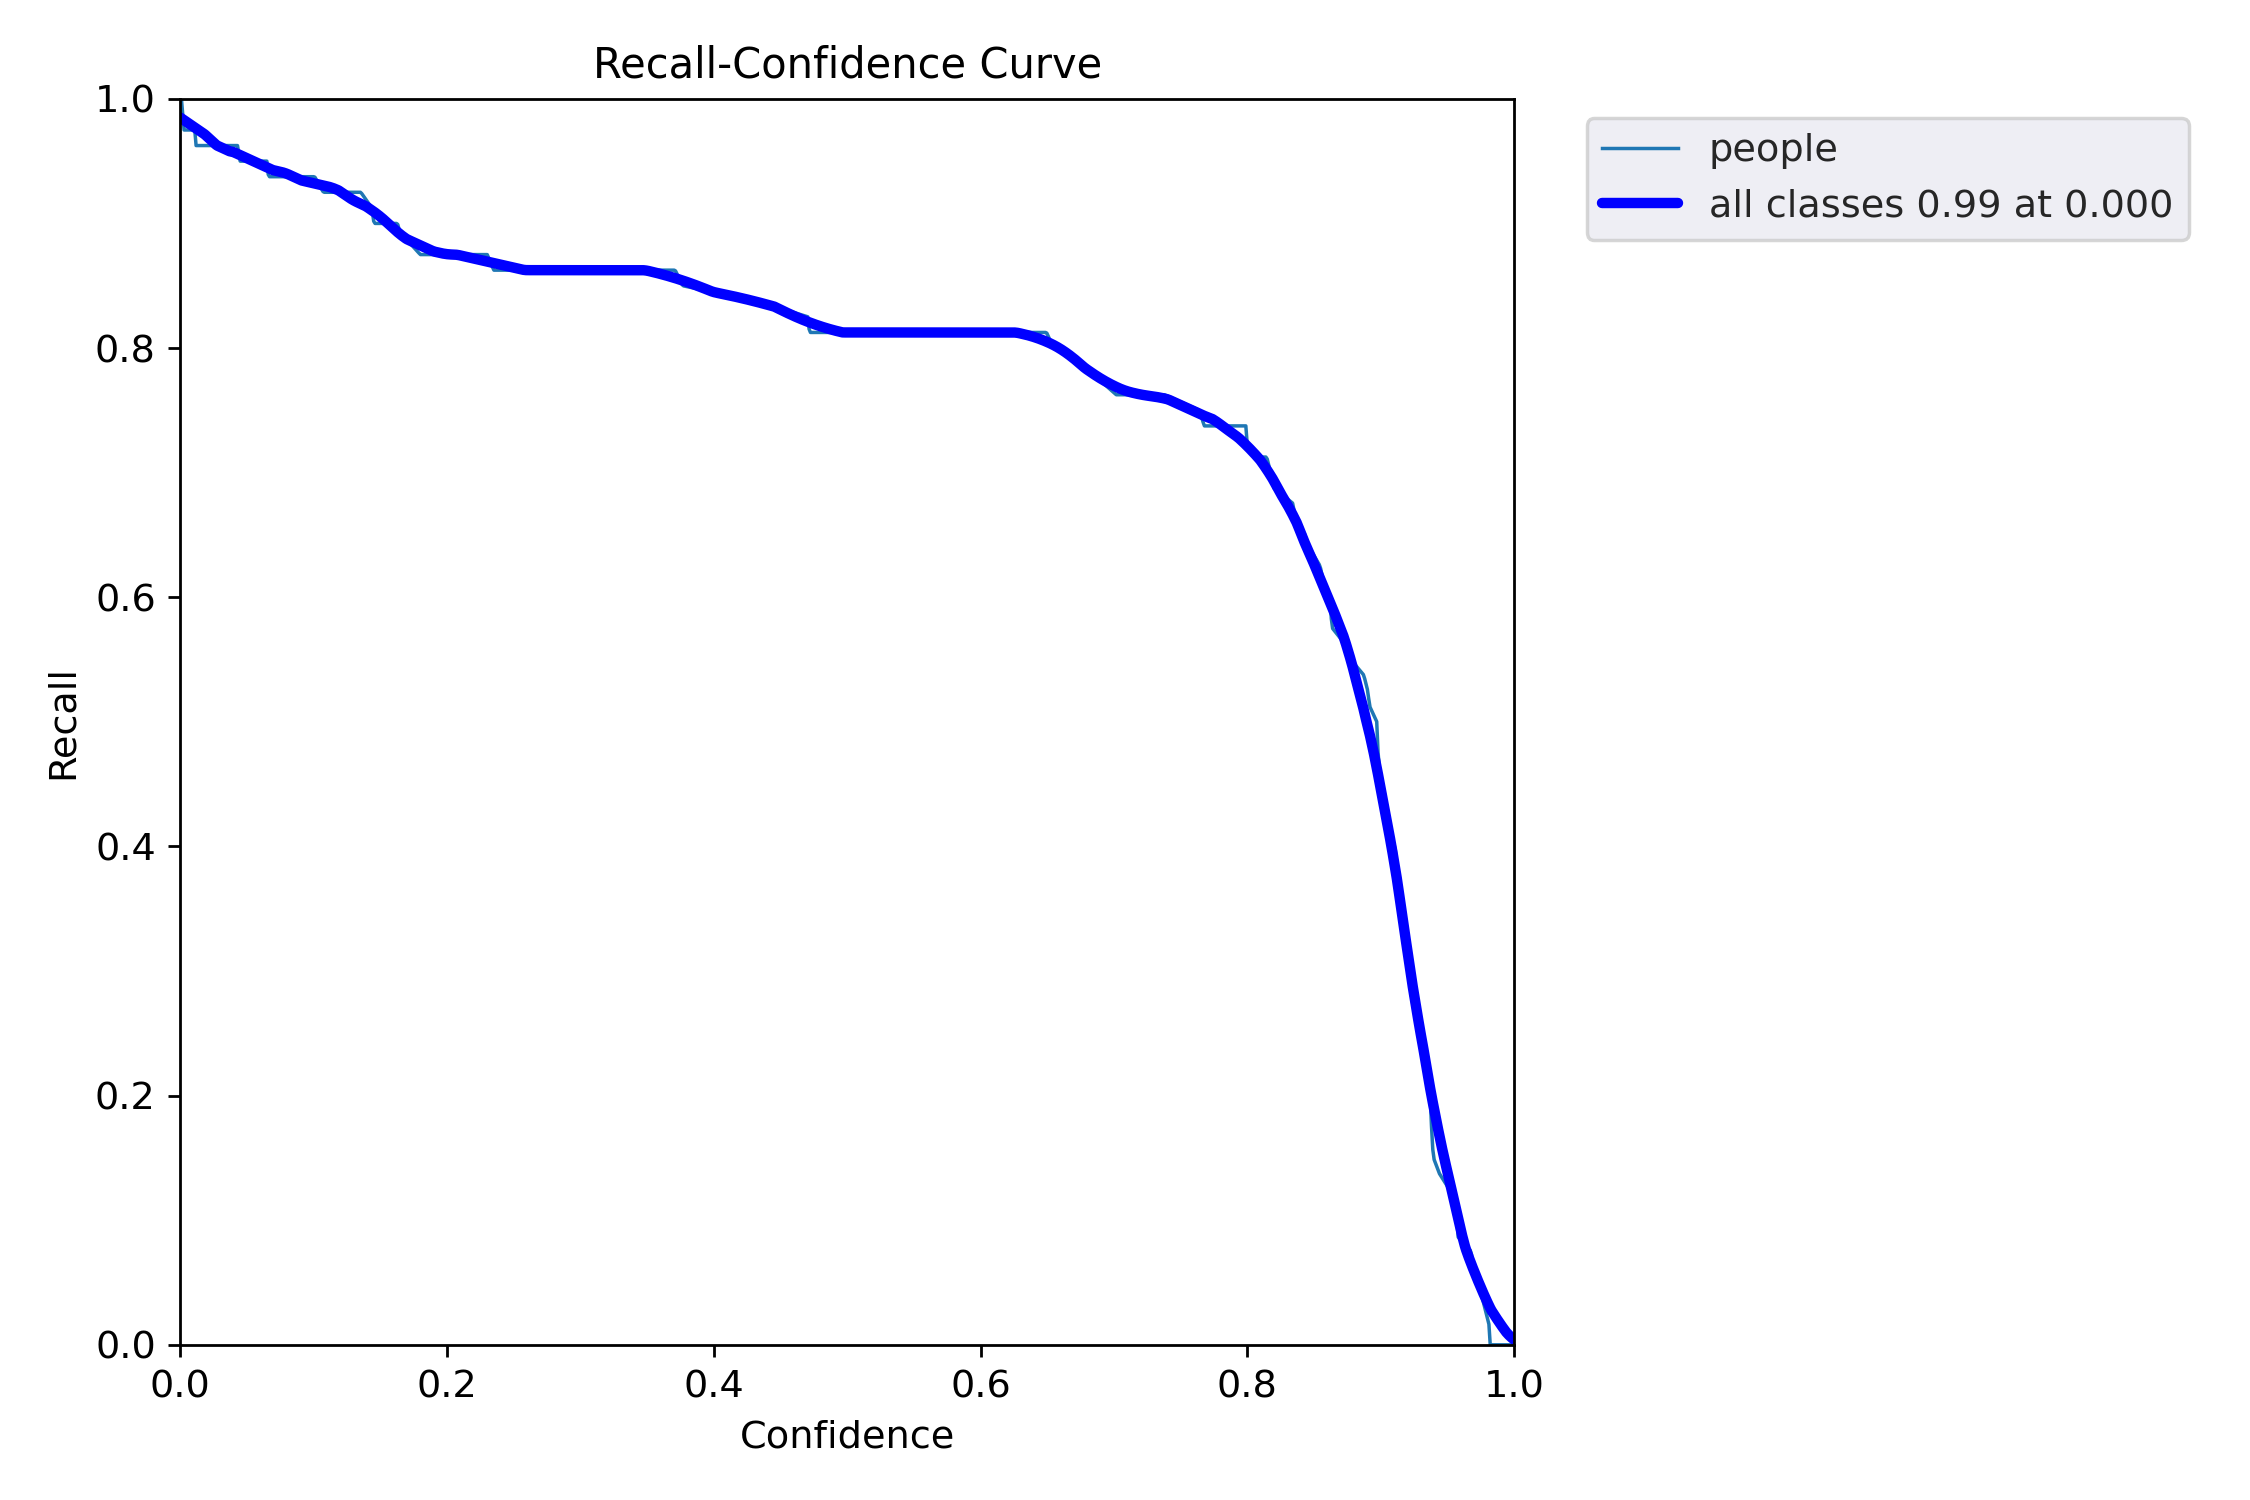 Recall-Confidence Curve
1.0
0.8
0.6
0.4
0.2
0.0
Recall
0.0 0.2 0.4 0.6 0.8 1.0
Confidence
people
all classes 0.99 at 0.000